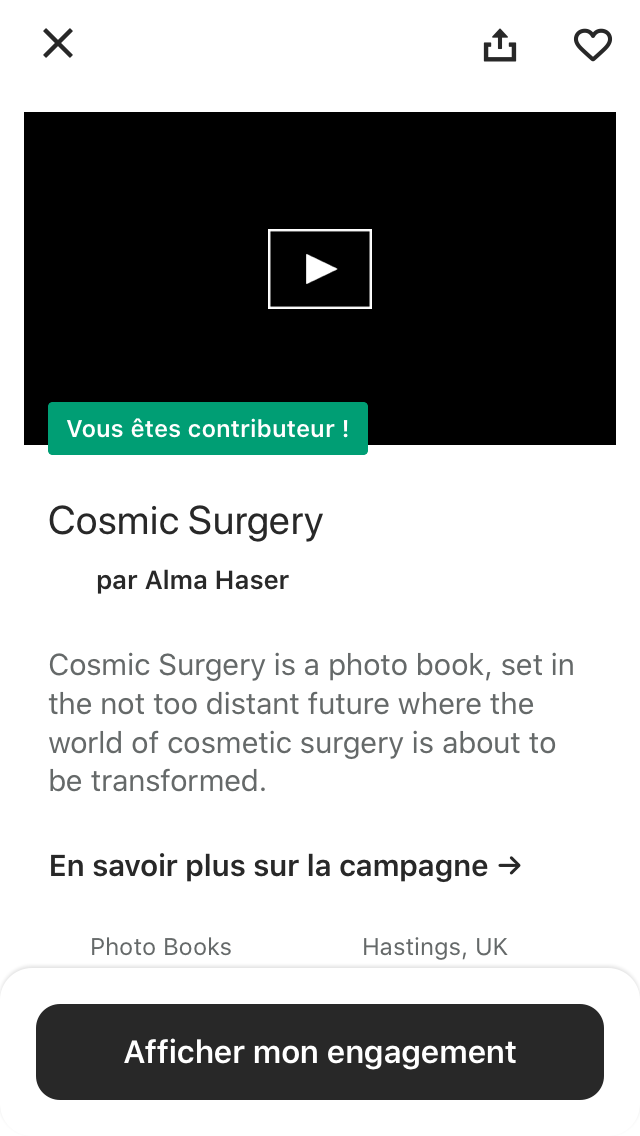 Vous êtes contributeur !
Cosmic Surgery
par Alma Haser
Cosmic Surgery is a photo book, set in
the not too distant future where the
world of cosmetic surgery is about to
be transformed.
En savoir plus sur la campagne →
Photo Books
Hastings, UK
Afficher mon engagement